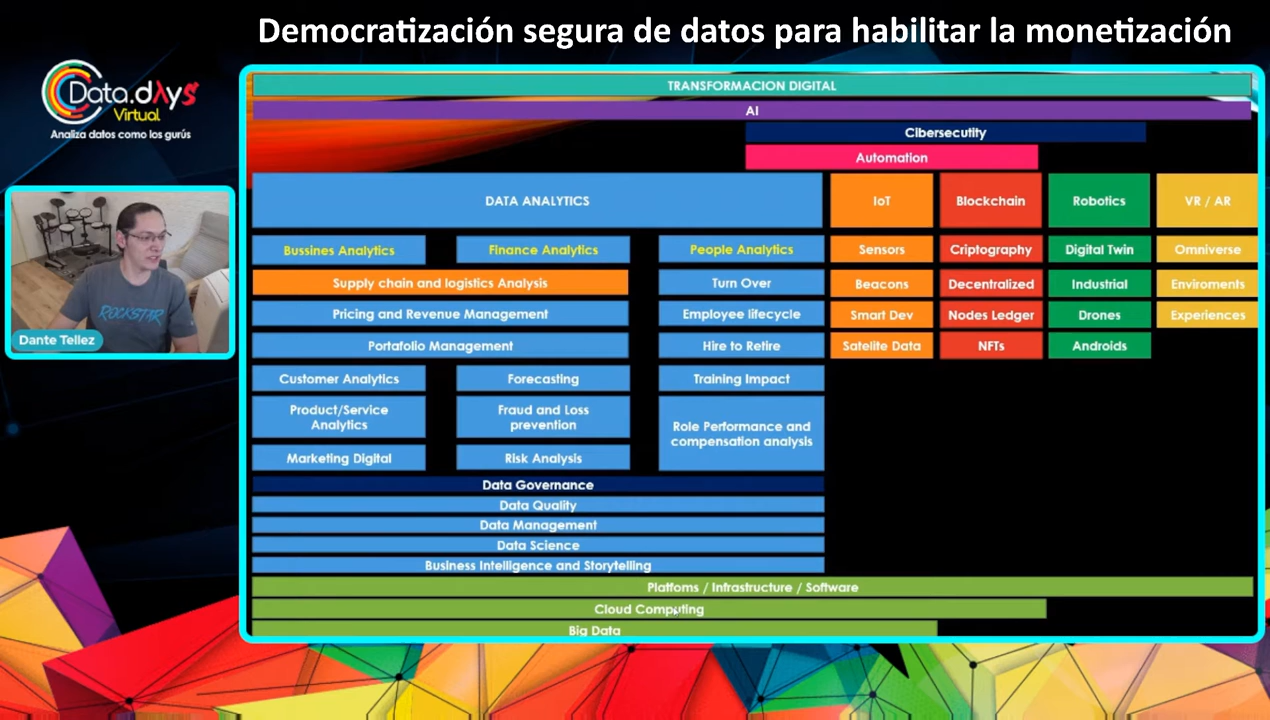 Democratización segura de datos para habilitar la monetización
Data.dλys
Virtual
Analiza datos como los gurús
ROCKSTAR
Dante Tellez
TRANSFORMACION DIGITAL
AI
Cibersecutity
Automation
DATA ANALYTICS
IoT
Blockchain
Robotics
VR / AR
Bussines Analytics
Finance Analytics
People Analytics
Sensors
Criptography
Digital Twin
Omniverse
Supply chain and logistics Analysis
Turn Over
Beacons
Decentralized
Industrial
Enviroments
Pricing and Revenue Management
Employee lifecycle
Smart Dev
Nodes Ledger
Drones
Experiences
Portafolio Management
Hire to Retire
Satelite Data
NFTs
Androids
Customer Analytics
Forecasting
Training Impact
Product/Service
Analytics
Fraud and Loss
prevention
Role Performance and
compensation analysis
Marketing Digital
Risk Analysis
Data Governance
Data Quality
Data Management
Data Science
Business Intelligence and Storytelling
Platfoms / Infrastructure / Software
Cloud Computing
Big Data